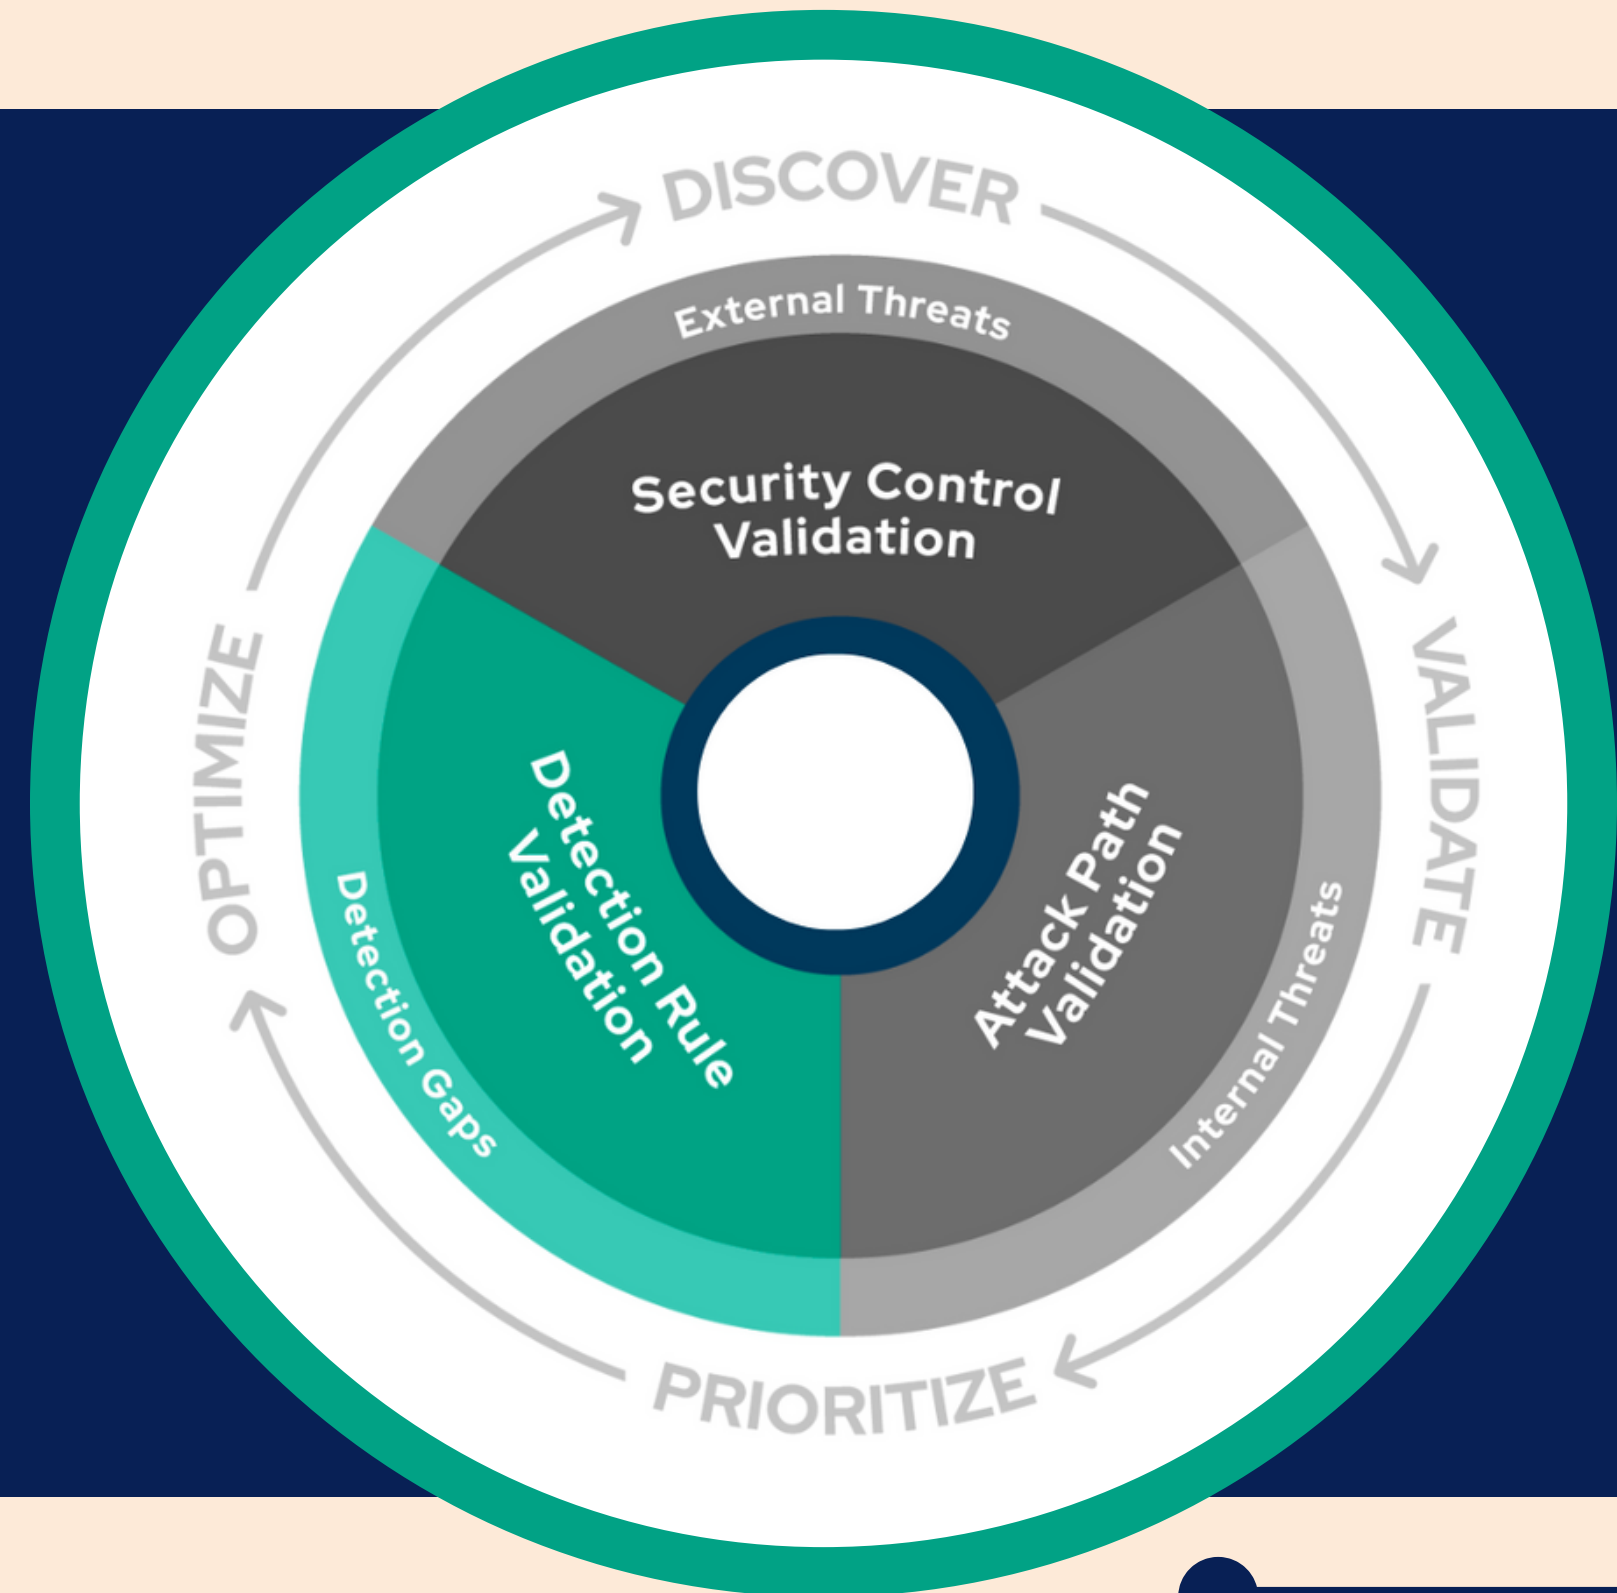 DISCOVER
External Threats
Security Control
Validation
VALIDATE
Attack Path
Validation
Internal Threats
PRIORITIZE
Detection Rule
Validation
Detection Gaps
OPTIMIZE